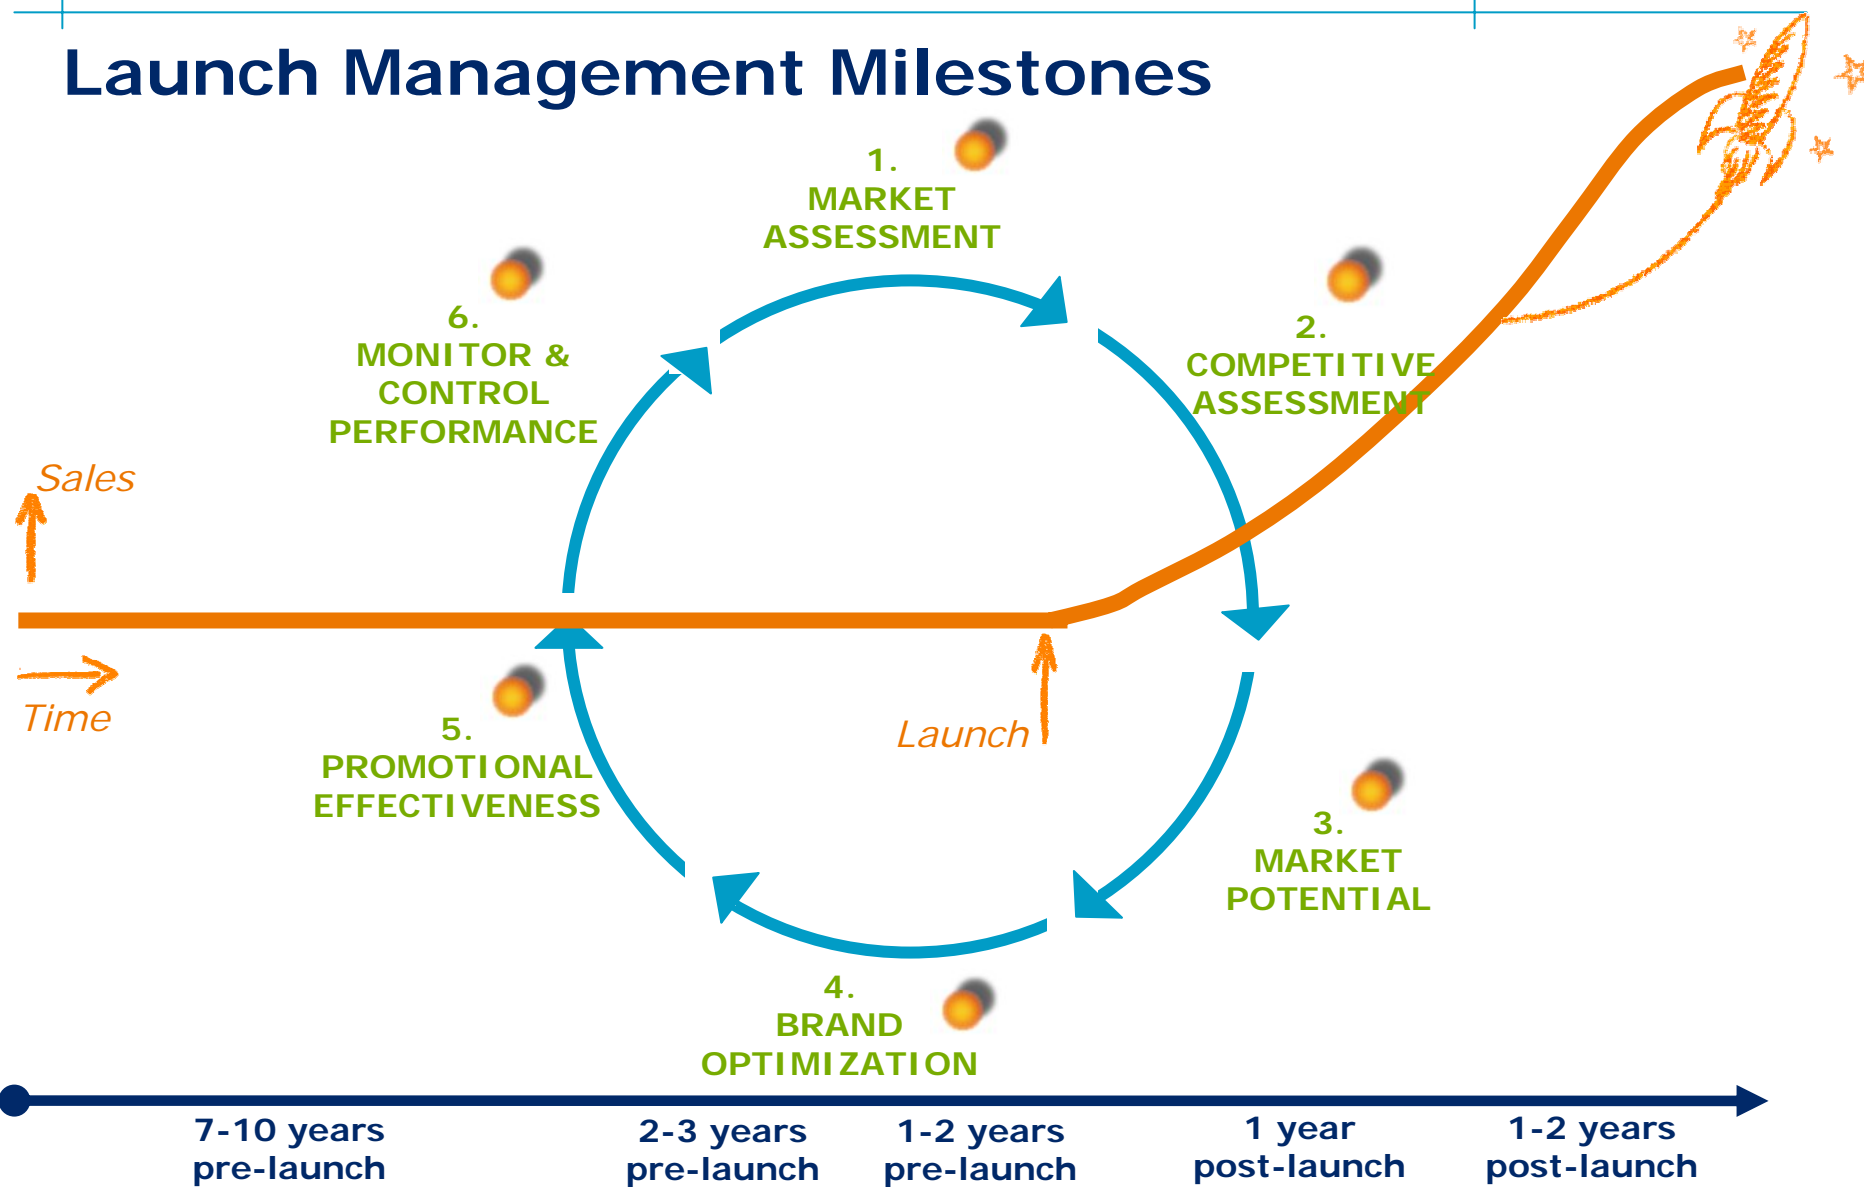 Launch Management Milestones
1.
MARKET
ASSESSMENT
2.
COMPETITIVE
ASSESSMENT
3.
MARKET
POTENTIAL
4.
BRAND
OPTIMIZATION
5.
PROMOTIONAL
EFFECTIVENESS
6.
MONITOR &
CONTROL
PERFORMANCE
Sales
Time
Launch
7-10 years
pre-launch
2-3 years
pre-launch
1-2 years
pre-launch
1 year
post-launch
1-2 years
post-launch